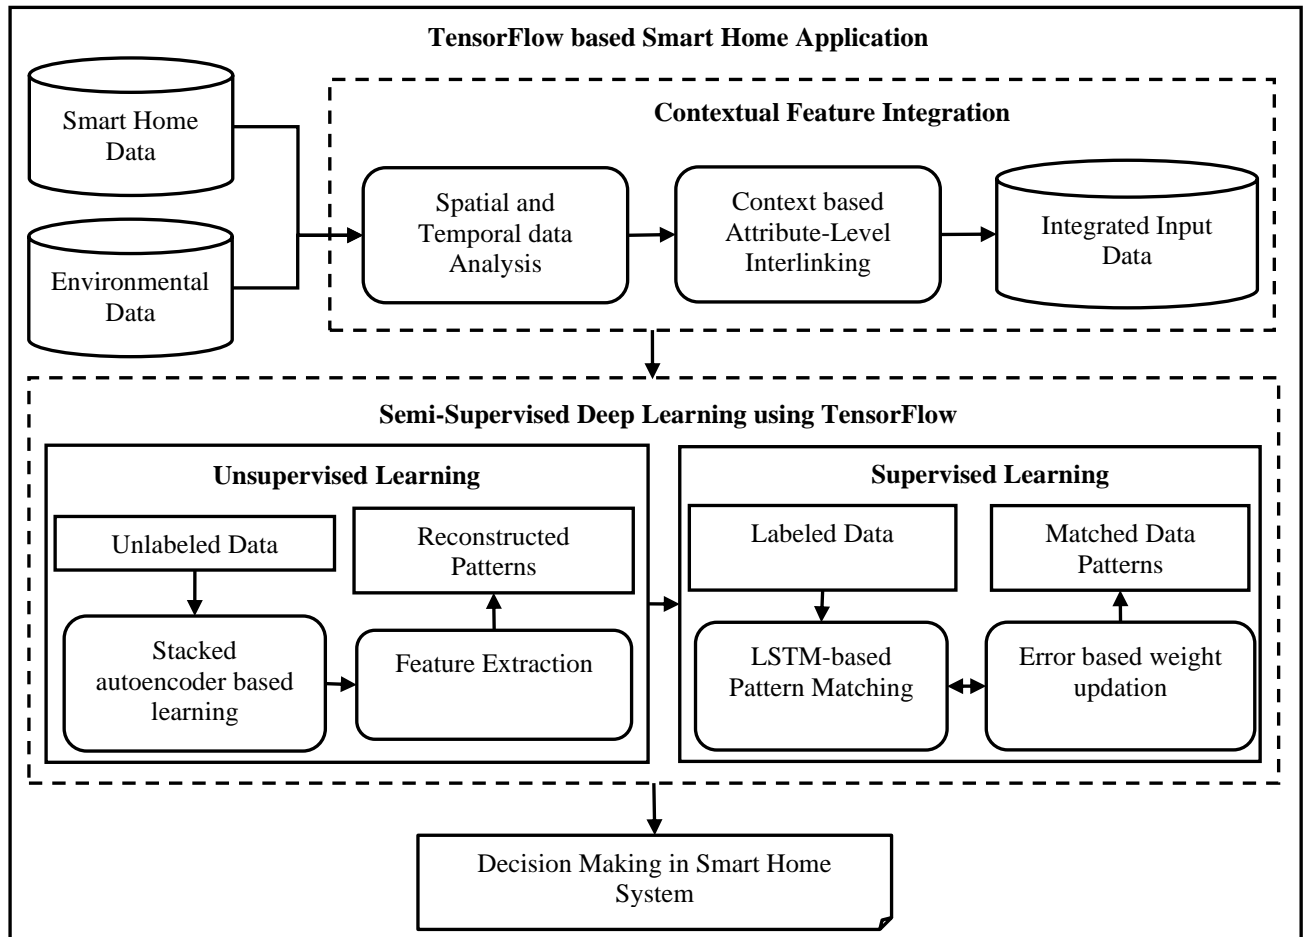 TensorFlow based Smart Home Application
Smart Home
Data
Environmental
Data
Contextual Feature Integration
Spatial and
Temporal data
Analysis
Context based
Attribute-Level
Interlinking
Integrated Input
Data
Semi-Supervised Deep Learning using TensorFlow
Unsupervised Learning
Unlabeled Data
Reconstructed
Patterns
Stacked
autoencoder based
learning
Feature Extraction
Supervised Learning
Labeled Data
Matched Data
Patterns
LSTM-based
Pattern Matching
Error based weight
updation
Decision Making in Smart Home
System